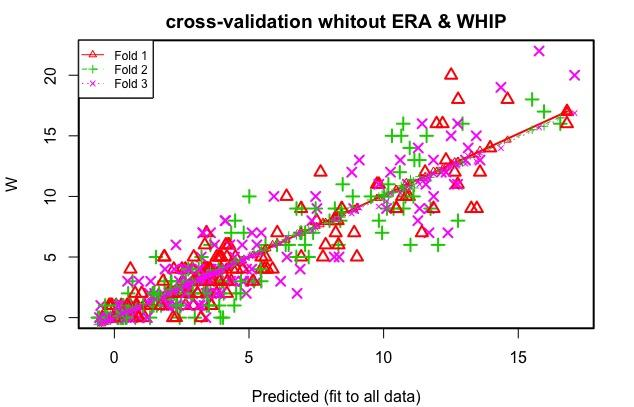 cross-validation whitout ERA & WHIP
Fold 1
Fold 2
Fold 3
20
15
10
5
0
W
0 5 10 15
Predicted (fit to all data)